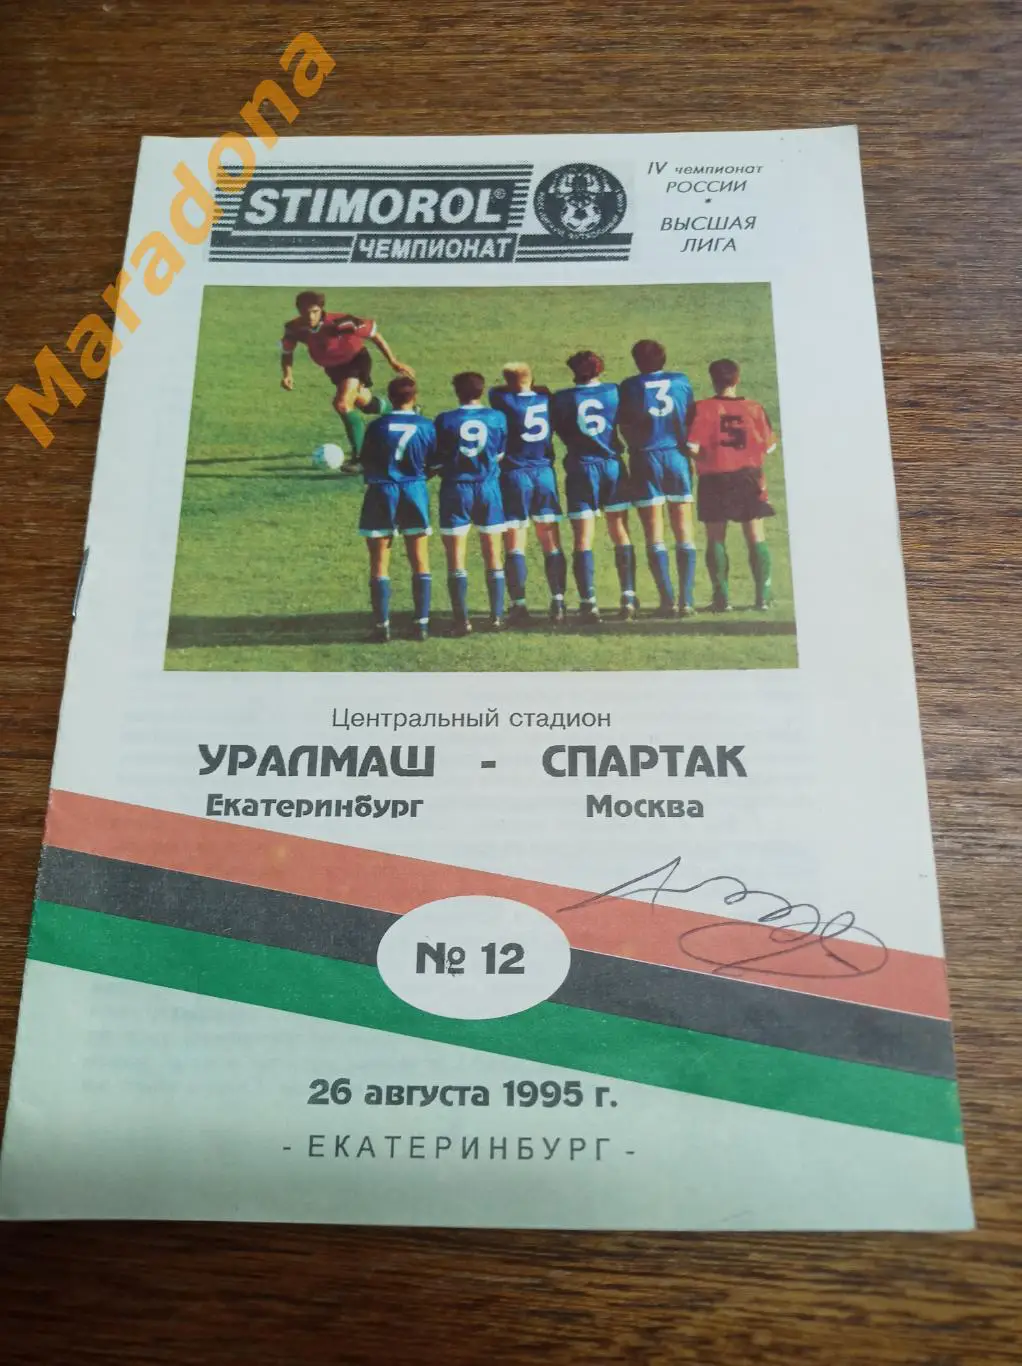 Maradona
STIMOROL®
ЧЕМПИОНАТ
IV чемпионат
РОССИИ
*
ВЫСШАЯ
ЛИГА
7 9 5 6 3 5
Центральный стадион
УРАЛМАШ - СПАРТАК
Екатеринбург Москва
№ 12
26 августа 1995 г.
- ЕКАТЕРИНБУРГ -